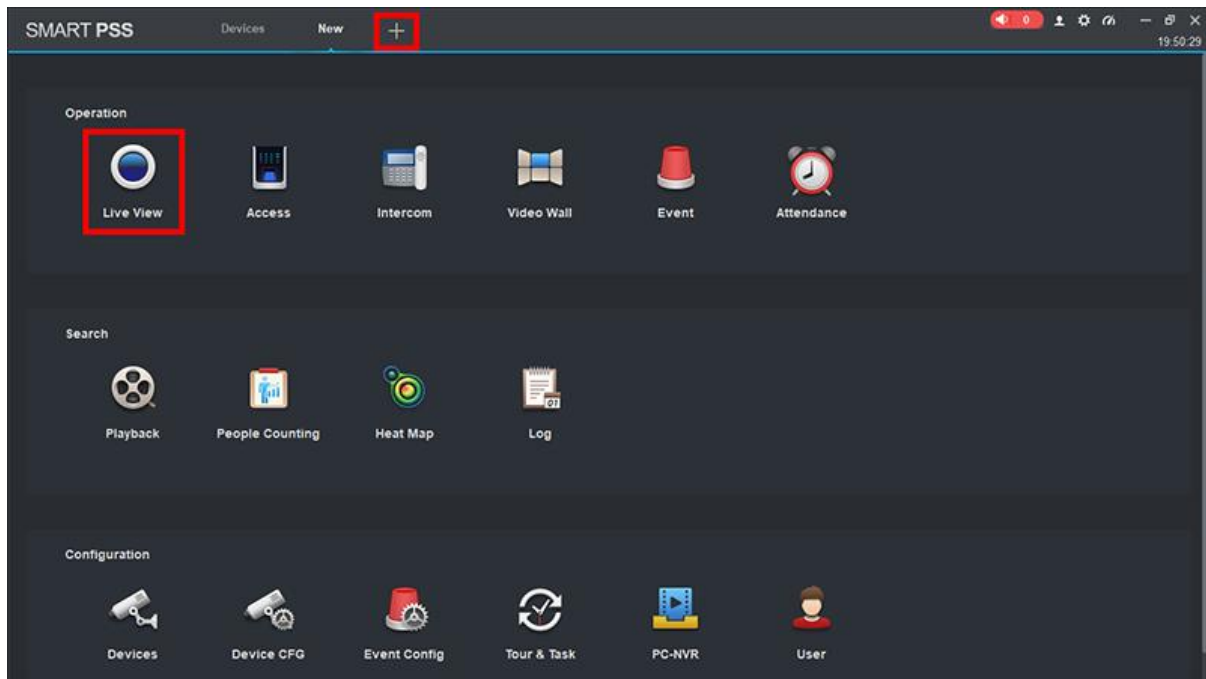 SMART PSS Devices New + 0
19:50:29
Operation
Live View Access Intercom Video Wall Event Attendance
Search
Playback People Counting Heat Map Log
01
Configuration
Devices Device CFG Event Config Tour & Task PC-NVR User